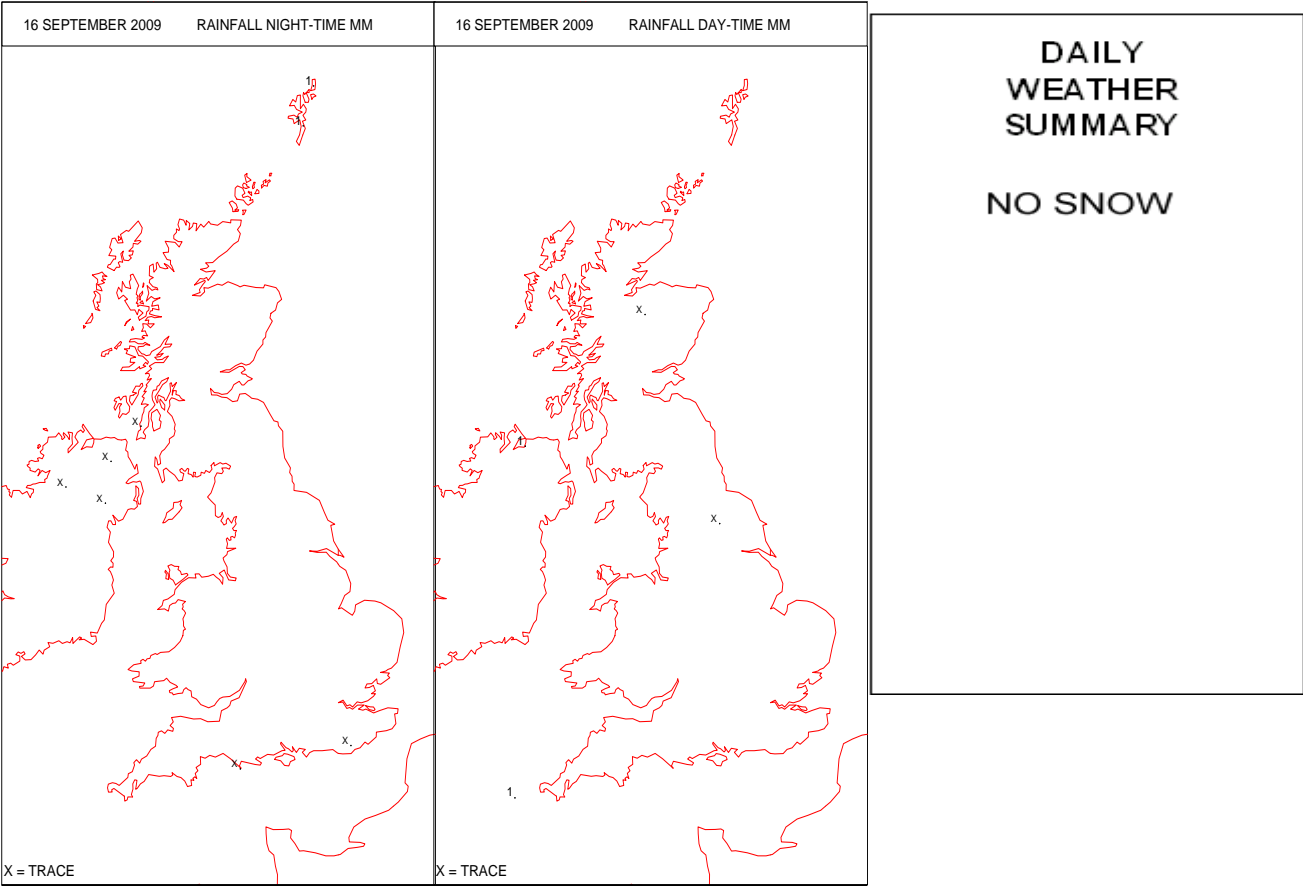 16 SEPTEMBER 2009 RAINFALL NIGHT-TIME MM
1.
1
x.
x.
x.
x.
x.
x.
X = TRACE
16 SEPTEMBER 2009 RAINFALL DAY-TIME MM
x.
1.
x.
1.
X = TRACE
DAILY
WEATHER
SUMMARY
NO SNOW